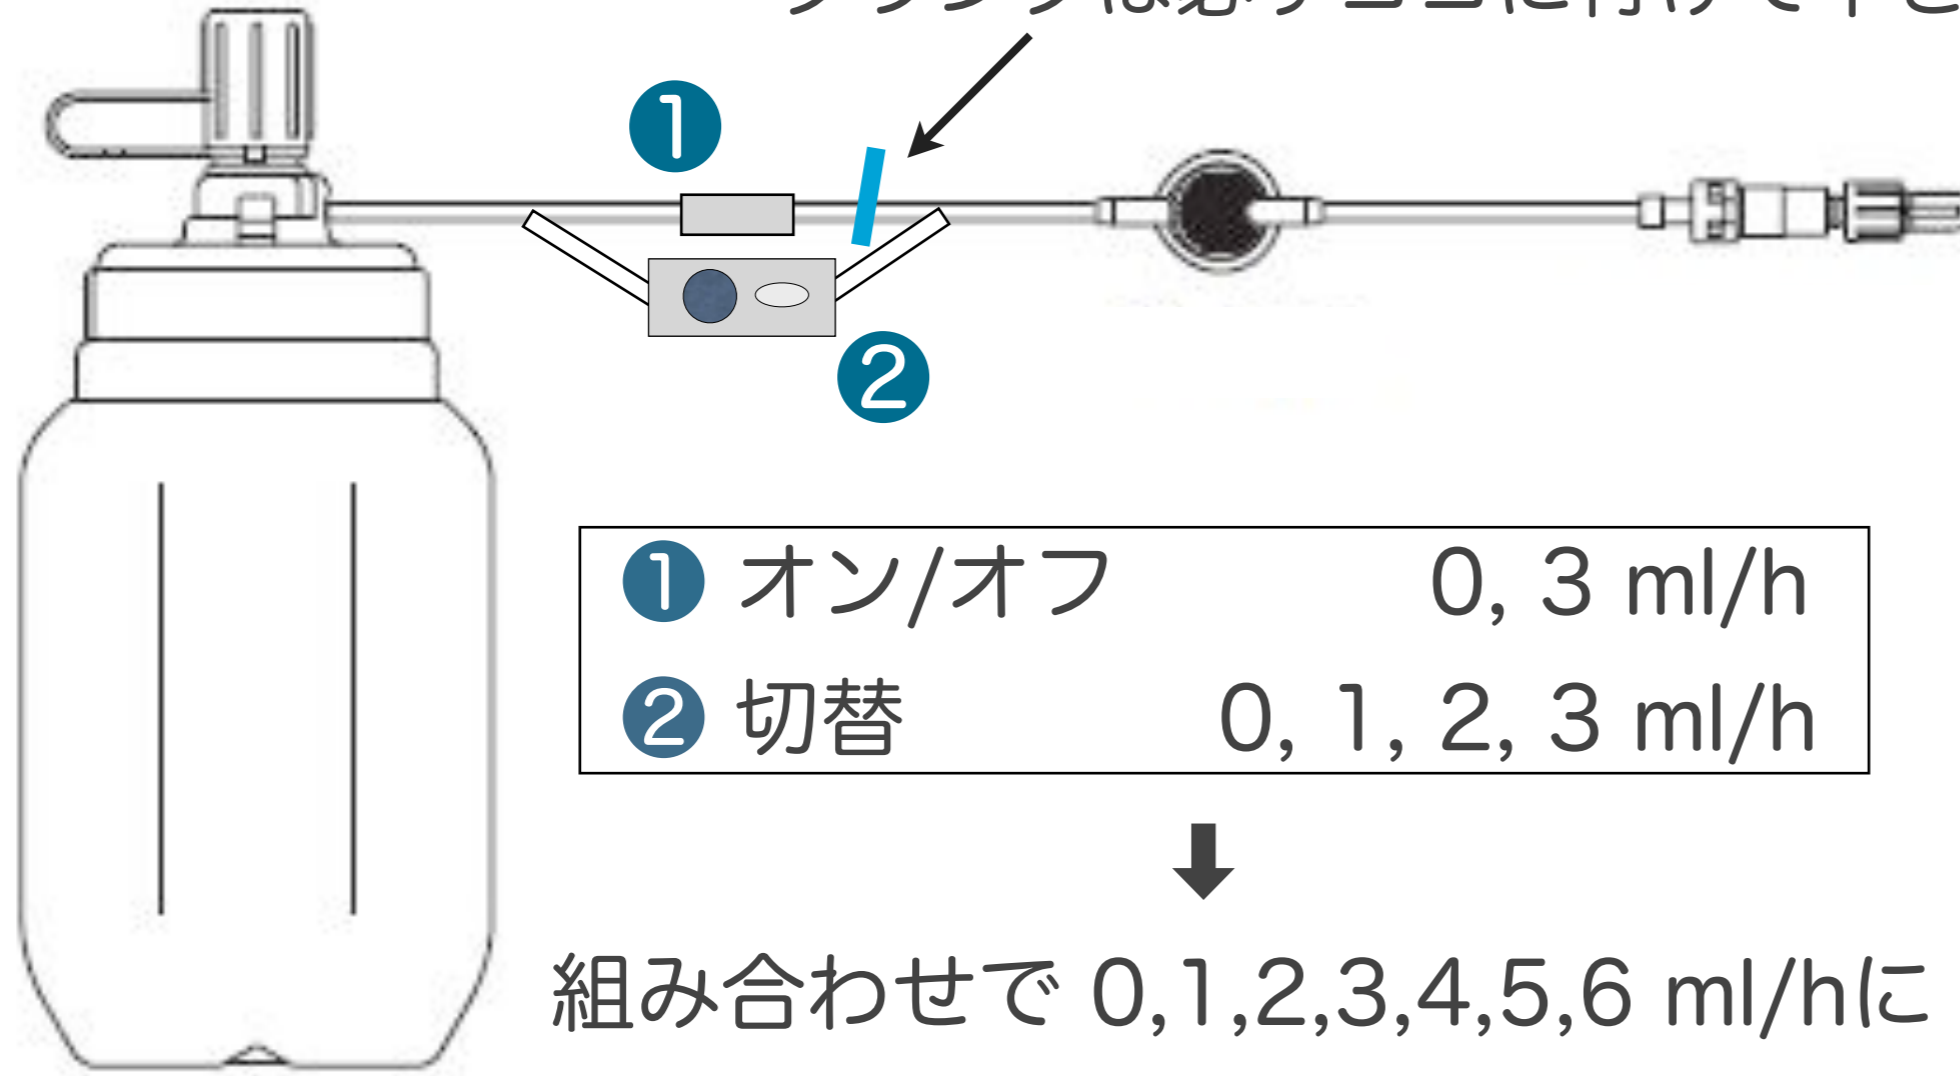 ❶
❷
❶ オン/オフ 0, 3 ml/h
❷ 切替 0, 1, 2, 3 ml/h
組み合わせで 0,1,2,3,4,5,6 ml/hに